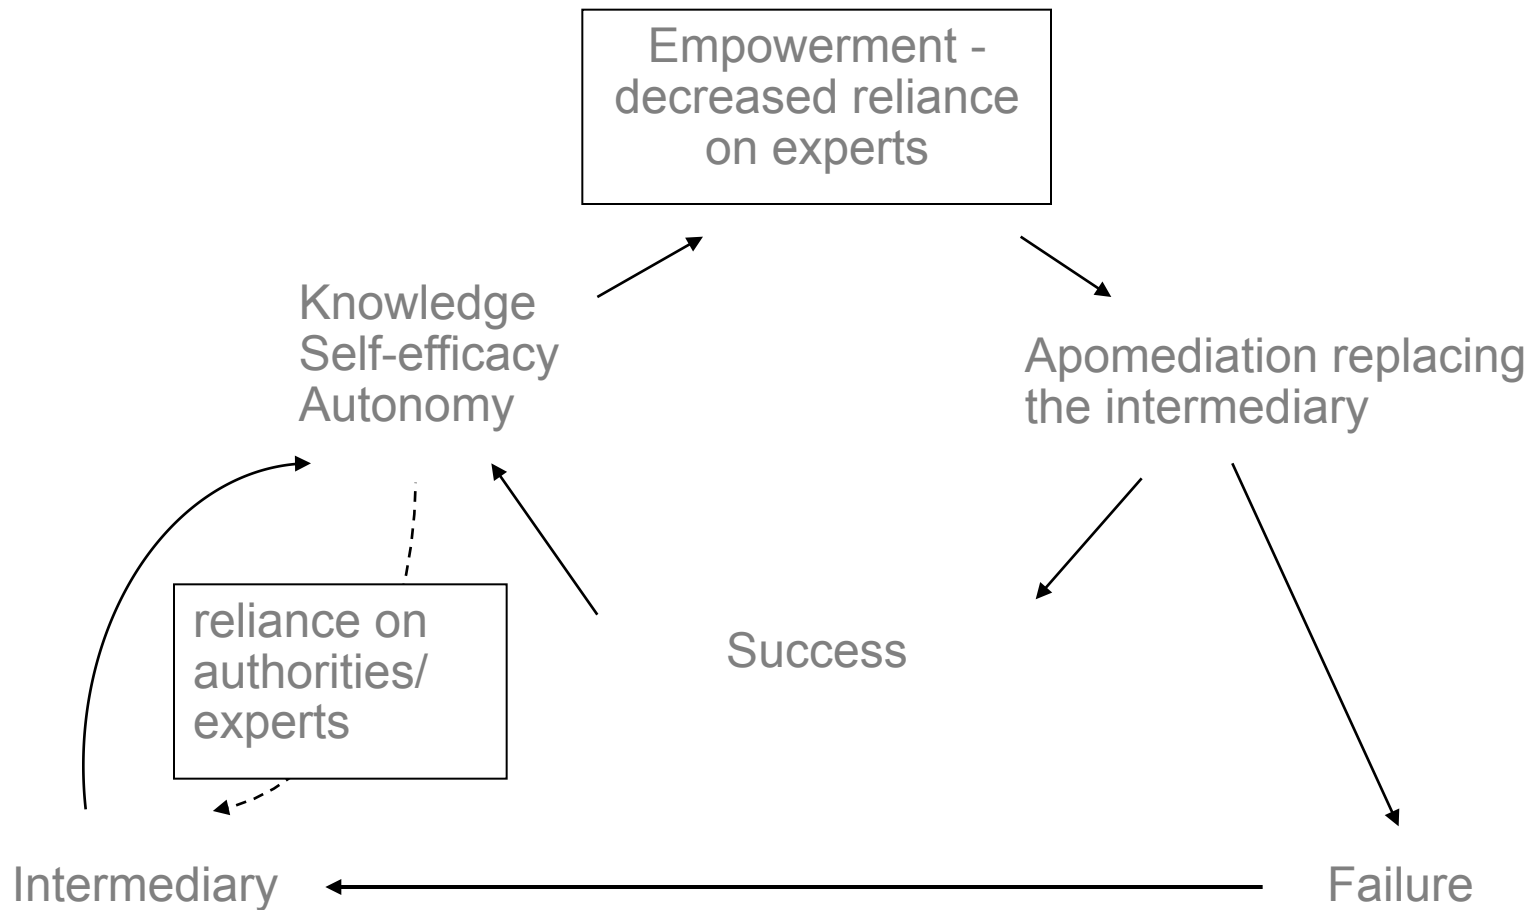 Empowerment -
decreased reliance
on experts
Knowledge
Self-efficacy
Autonomy
Apomediation replacing
the intermediary
reliance on
authorities/
experts
Success
Intermediary
Failure